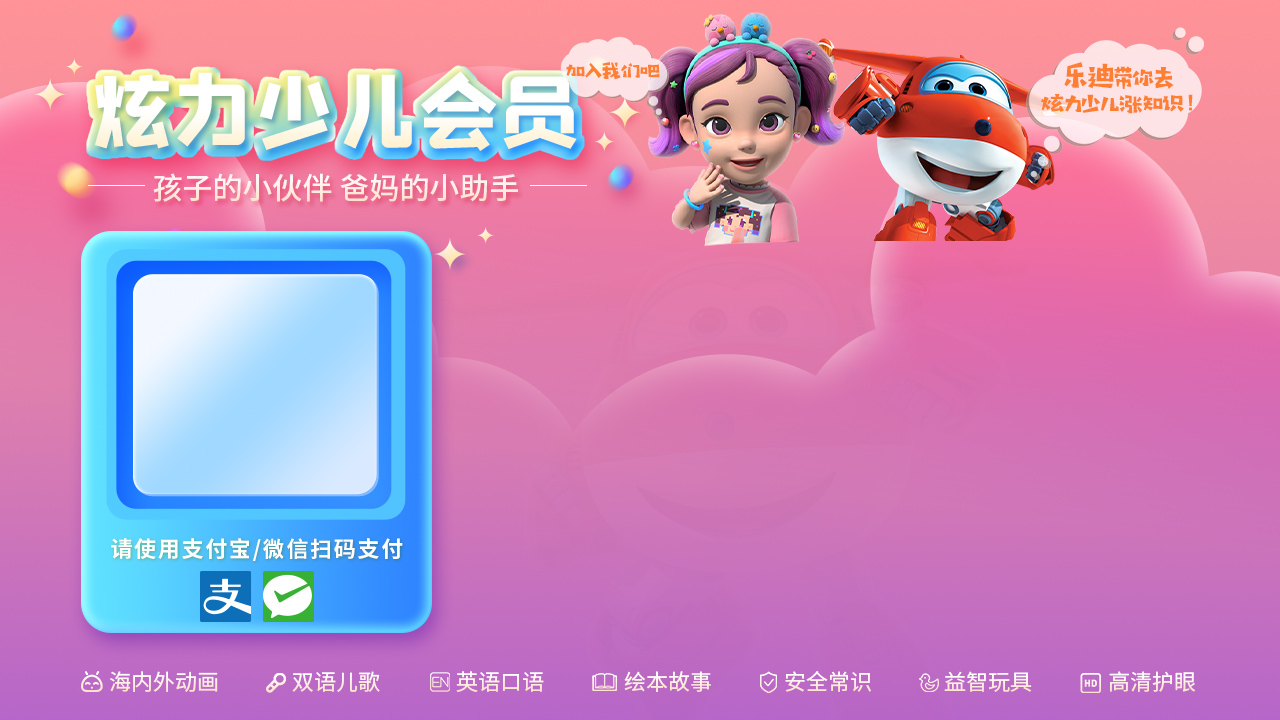 炫力少儿会员
孩子的小伙伴 爸妈的小助手
加入我们吧
乐迪带你去
炫力少儿涨知识！
请使用支付宝/微信扫码支付
支
海内外动画
双语儿歌
EN 英语口语
绘本故事
安全常识
益智玩具
HD 高清护眼